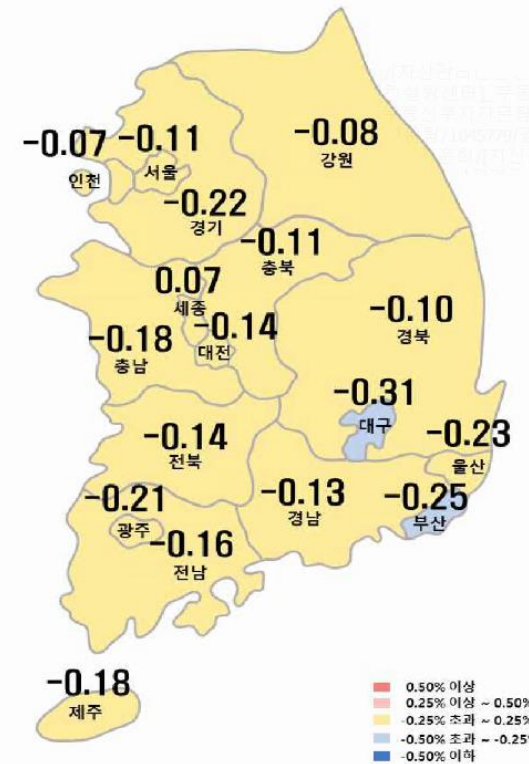 -0.08
강원
-0.07
인천
-0.11
서울
-0.22
경기
-0.11
충북
0.07
세종
-0.14
대전
-0.18
충남
-0.10
경북
-0.31
대구
-0.23
울산
-0.14
전북
-0.13
경남
-0.25
부산
-0.21
광주
-0.16
전남
-0.18
제주
0.50% 이상
0.25% 이상 ~ 0.50%
-0.25% 초과 ~ 0.25%
-0.50% 초과 ~ -0.25%
-0.50% 이하